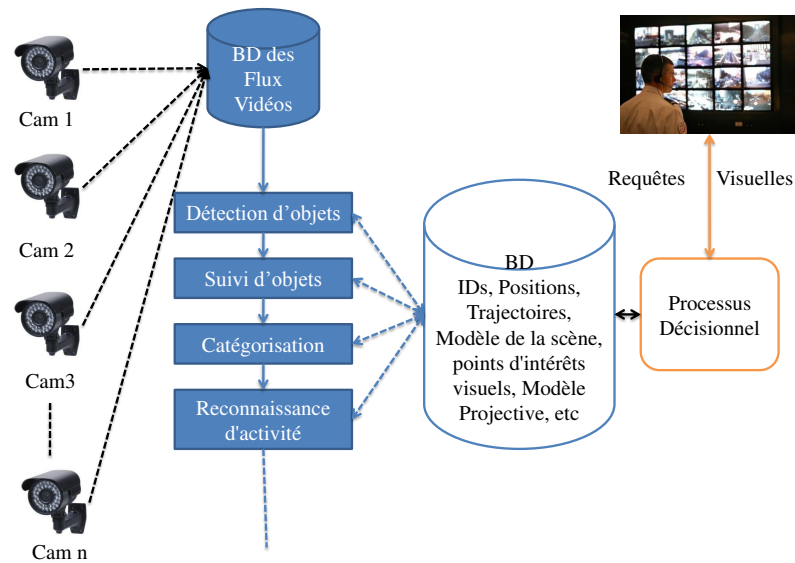 Cam 1
Cam 2
Cam3
Cam n
BD des
Flux
Vidéos
Détection d'objets
Suivi d'objets
Catégorisation
Reconnaissance
d'activité
BD
IDs, Positions,
Trajectoires,
Modèle de la scène,
points d'intérêts
visuels, Modèle
Projective, etc
Requêtes
Visuelles
Processus
Décisionnel